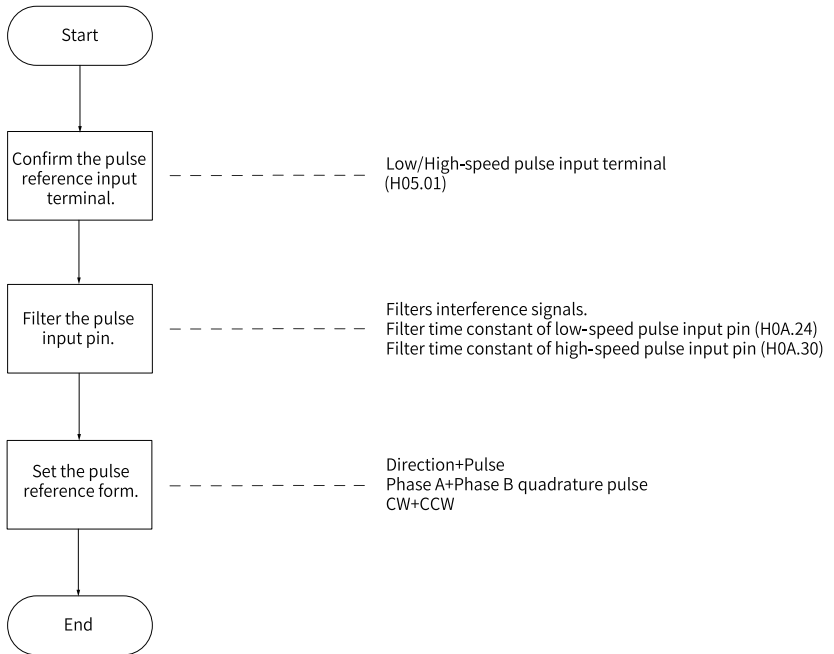 Start
Confirm the pulse
reference input
terminal.
Low/High-speed pulse input terminal
(H05.01)
Filter the pulse
input pin.
Filters interference signals.
Filter time constant of low-speed pulse input pin (H0A.24)
Filter time constant of high-speed pulse input pin (H0A.30)
Set the pulse
reference form.
Direction+Pulse
Phase A+Phase B quadrature pulse
CW+CCW
End